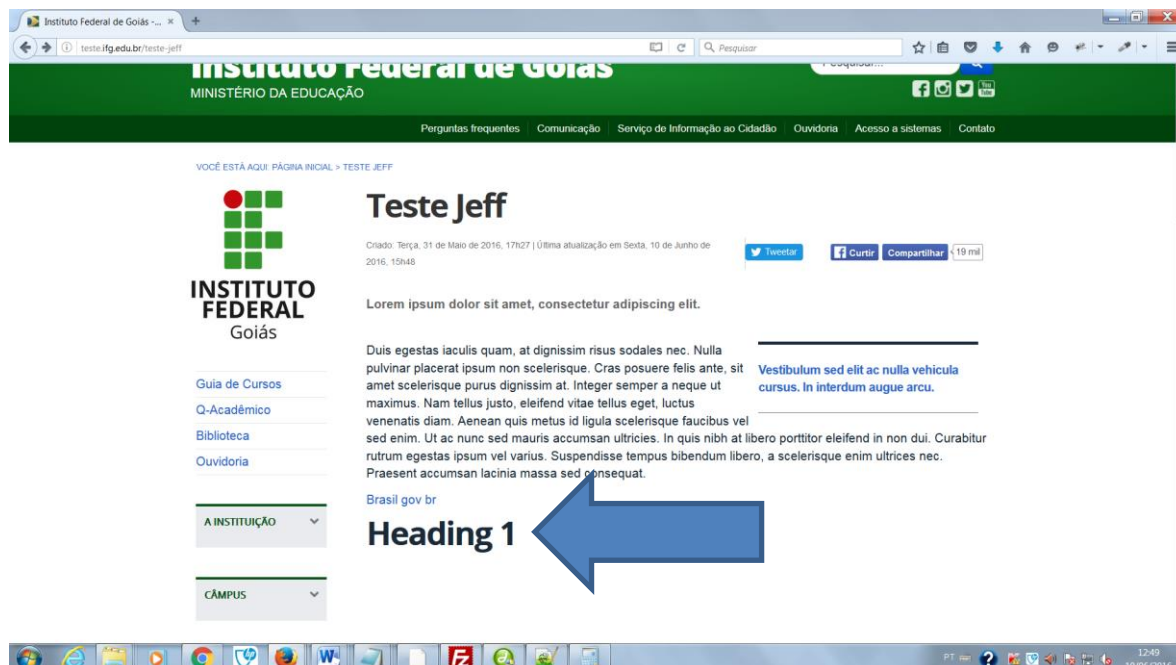 Instituto Federal de Goiás -...
teste.ifg.edu.br/teste-jeff
Pesquisar
Instituto Federal de Goiás
Pesquisar...
MINISTÉRIO DA EDUCAÇÃO
You
Tube
Perguntas frequentes Comunicação Serviço de Informação ao Cidadão Ouvidoria Acesso a sistemas Contato
VOCÊ ESTÁ AQUI: PÁGINA INICIAL > TESTE JEFF
INSTITUTO
FEDERAL
Goiás
Guia de Cursos
Q-Acadêmico
Biblioteca
Ouvidoria
A INSTITUIÇÃO
CÂMPUS
Teste Jeff
Criado: Terça, 31 de Maio de 2016, 17h27 | Última atualização em Sexta, 10 de Junho de
2016, 15h48
Tweetar
Curtir Compartilhar 19 mil
Lorem ipsum dolor sit amet, consectetur adipiscing elit.
Duis egestas iaculis quam, at dignissim risus sodales nec. Nulla
pulvinar placerat ipsum non scelerisque. Cras posuere felis ante, sit
amet scelerisque purus dignissim at. Integer semper a neque ut
maximus. Nam tellus justo, eleifend vitae tellus eget, luctus
venenatis diam. Aenean quis metus id ligula scelerisque faucibus vel
sed enim. Ut ac nunc sed mauris accumsan ultricies. In quis nibh at libero porttitor eleifend in non dui. Curabitur
rutrum egestas ipsum vel varius. Suspendisse tempus bibendum libero, a scelerisque enim ultrices nec.
Praesent accumsan lacinia massa sed consequat.
Vestibulum sed elit ac nulla vehicula
cursus. In interdum augue arcu.
Brasil gov br
Heading 1
PT
12:49